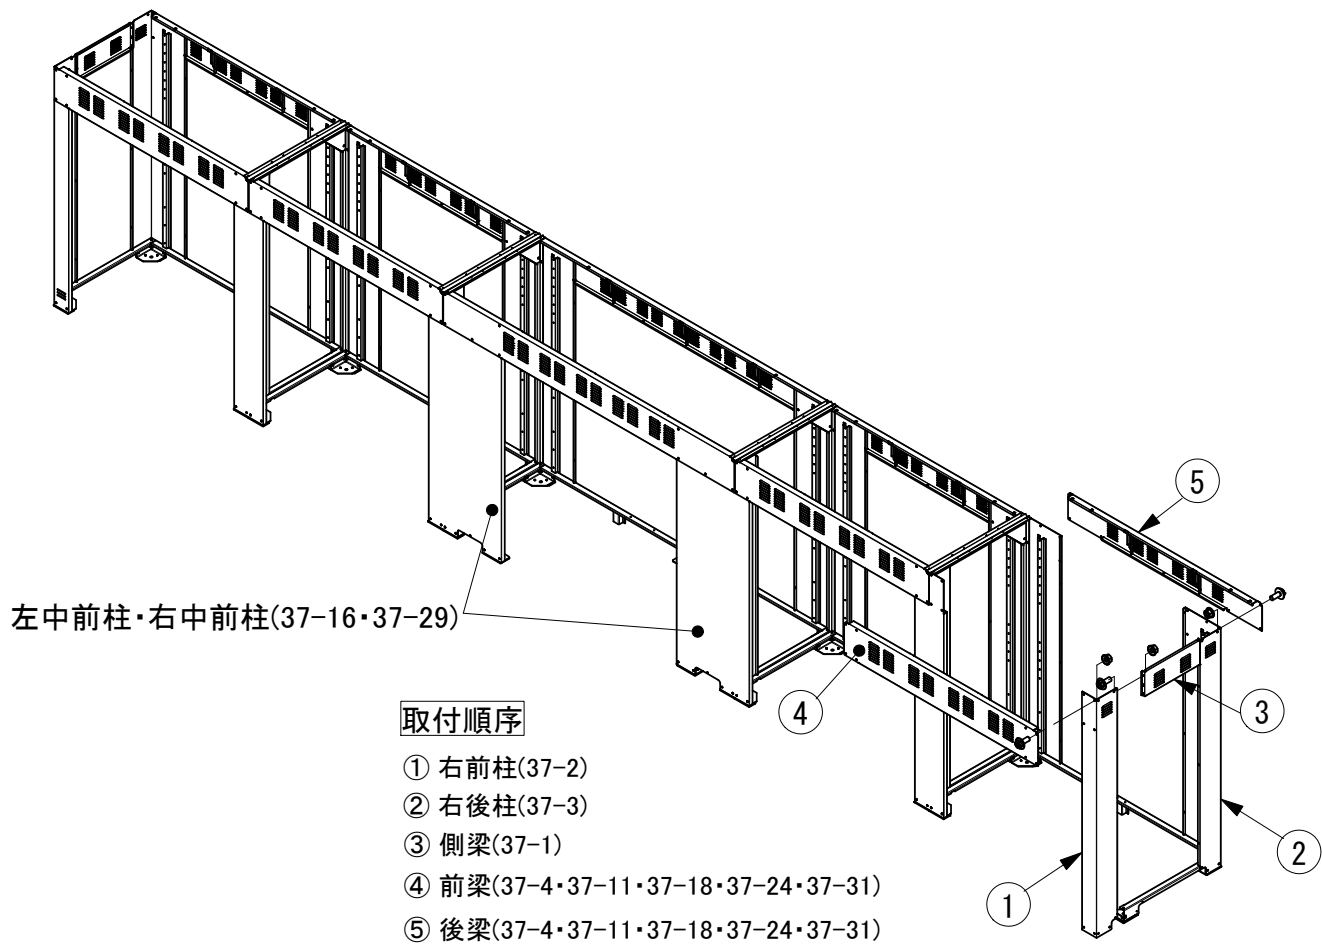 ⑤
左中前柱・右中前柱(37-16・37-29)
④
③
②
①
取付順序
① 右前柱(37-2)
② 右後柱(37-3)
③ 側梁(37-1)
④ 前梁(37-4・37-11・37-18・37-24・37-31)
⑤ 後梁(37-4・37-11・37-18・37-24・37-31)